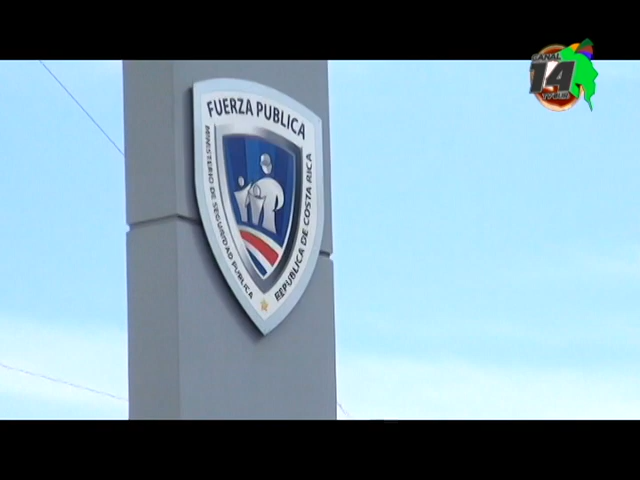 FUERZA PUBLICA
MINISTERIO DE SEGURIDAD PUBLICA
REPUBLICA DE COSTA RICA
CANAL
14